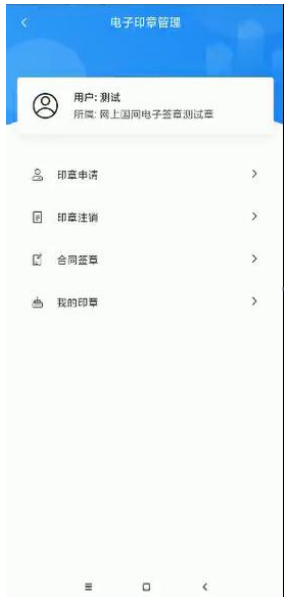 电子印章管理
用户: 测试
所属: 网上国网电子签章测试章
印章申请
印章注销
合同签章
我的印章